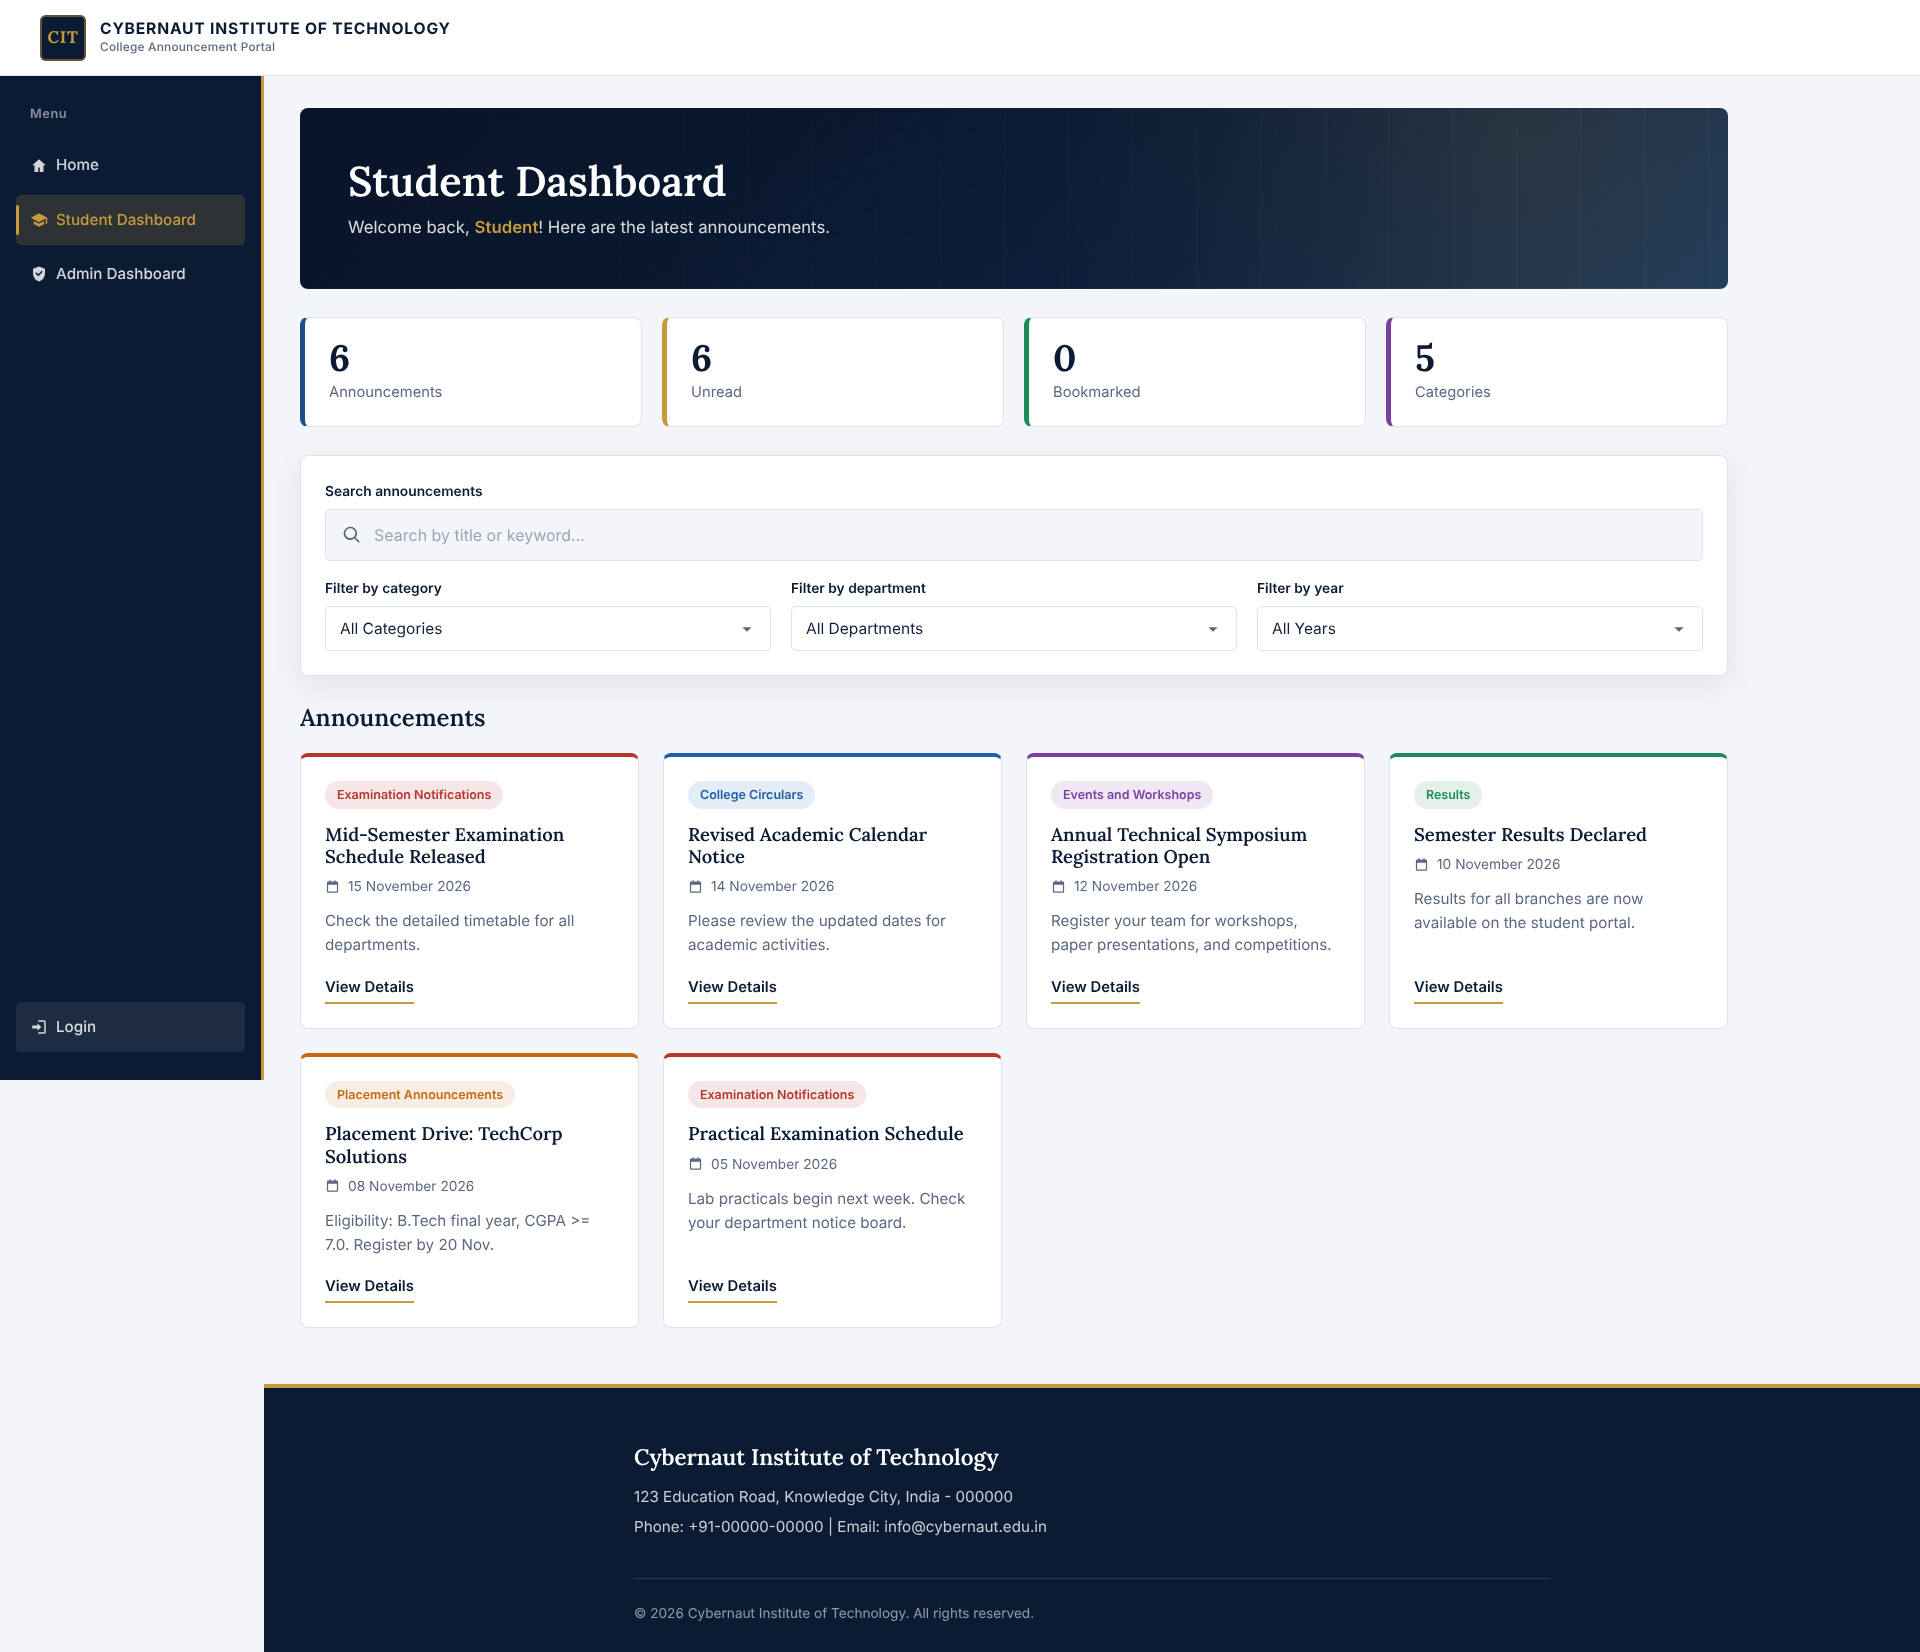 CIT
CYBERNAUT INSTITUTE OF TECHNOLOGY
College Announcement Portal
Menu
Home
Student Dashboard
Admin Dashboard
Login
Student Dashboard
Welcome back, Student! Here are the latest announcements.
6
Announcements
6
Unread
0
Bookmarked
5
Categories
Search announcements
Search by title or keyword...
Filter by category
All Categories
Filter by department
All Departments
Filter by year
All Years
Announcements
Examination Notifications
Mid-Semester Examination
Schedule Released
15 November 2026
Check the detailed timetable for all
departments.
View Details
College Circulars
Revised Academic Calendar
Notice
14 November 2026
Please review the updated dates for
academic activities.
View Details
Events and Workshops
Annual Technical Symposium
Registration Open
12 November 2026
Register your team for workshops,
paper presentations, and competitions.
View Details
Results
Semester Results Declared
10 November 2026
Results for all branches are now
available on the student portal.
View Details
Placement Announcements
Placement Drive: TechCorp
Solutions
08 November 2026
Eligibility: B.Tech final year, CGPA >=
7.0. Register by 20 Nov.
View Details
Examination Notifications
Practical Examination Schedule
05 November 2026
Lab practicals begin next week. Check
your department notice board.
View Details
Cybernaut Institute of Technology
123 Education Road, Knowledge City, India - 000000
Phone: +91-00000-00000 | Email: info@cybernaut.edu.in
© 2026 Cybernaut Institute of Technology. All rights reserved.